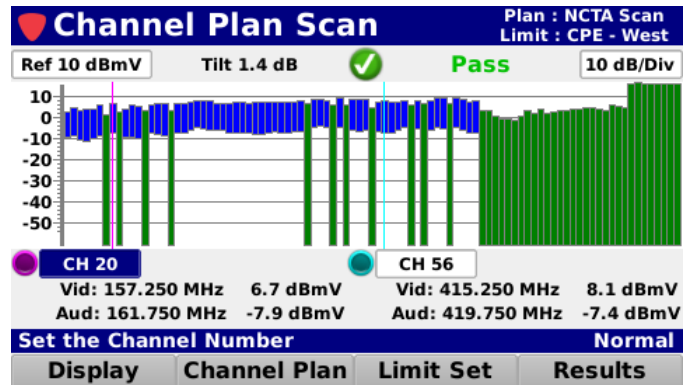 Channel Plan Scan
Plan : NCTA Scan
Limit : CPE - West
Ref 10 dBmV Tilt 1.4 dB Pass 10 dB/Div
10
0
-10
-20
-30
-40
-50
CH 20 CH 56
Vid: 157.250 MHz 6.7 dBmV Vid: 415.250 MHz 8.1 dBmV
Aud: 161.750 MHz -7.9 dBmV Aud: 419.750 MHz -7.4 dBmV
Set the Channel Number Normal
Display Channel Plan Limit Set Results